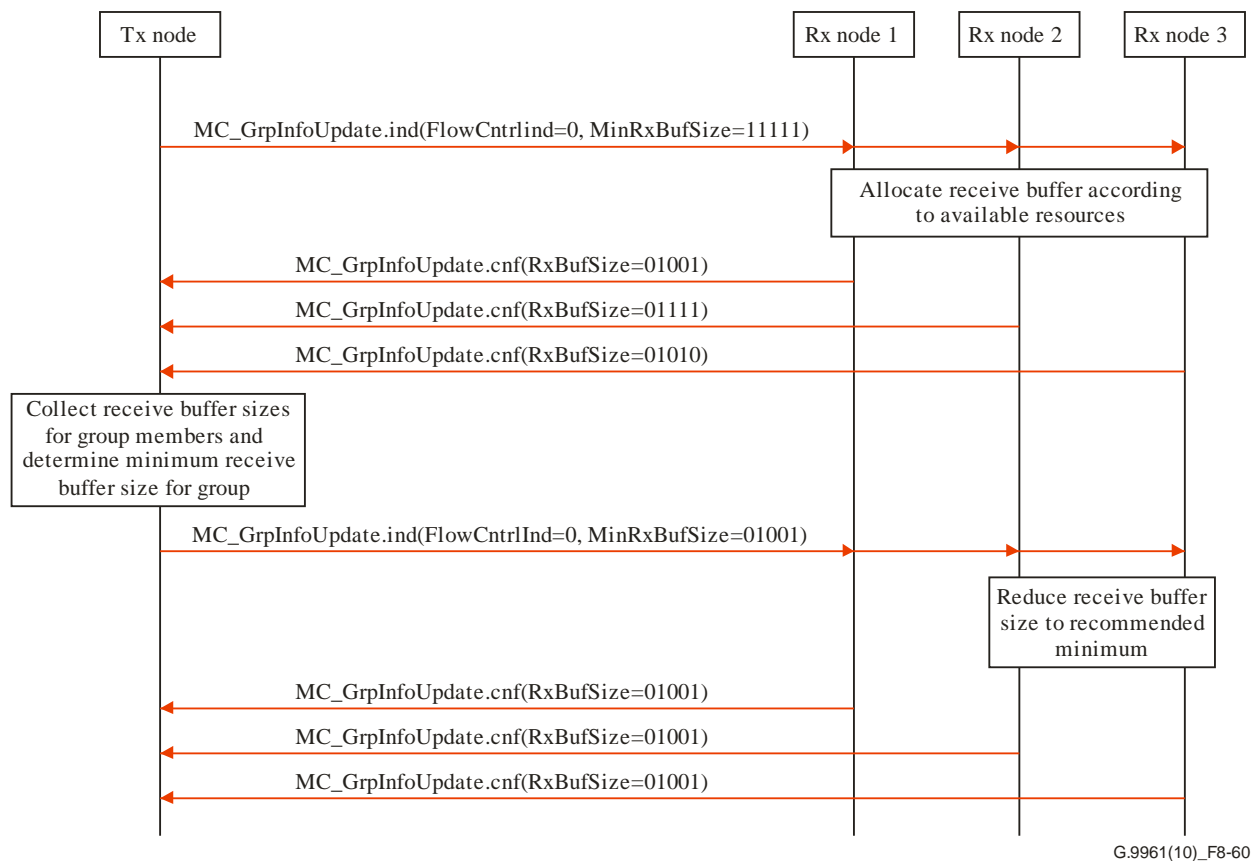 Tx node
Rx node 1
Rx node 2
Rx node 3
MC_GrpInfoUpdate.ind(FlowCntrlind=0, MinRxBufSize=11111)
Allocate receive buffer according
to available resources
MC_GrpInfoUpdate.cnf(RxBufSize=01001)
MC_GrpInfoUpdate.cnf(RxBufSize=01111)
MC_GrpInfoUpdate.cnf(RxBufSize=01010)
Collect receive buffer sizes
for group members and
determine minimum receive
buffer size for group
MC_GrpInfoUpdate.ind(FlowCntrlInd=0, MinRxBufSize=01001)
Reduce receive buffer
size to recommended
minimum
MC_GrpInfoUpdate.cnf(RxBufSize=01001)
MC_GrpInfoUpdate.cnf(RxBufSize=01001)
MC_GrpInfoUpdate.cnf(RxBufSize=01001)
G.9961(10)_F8-60